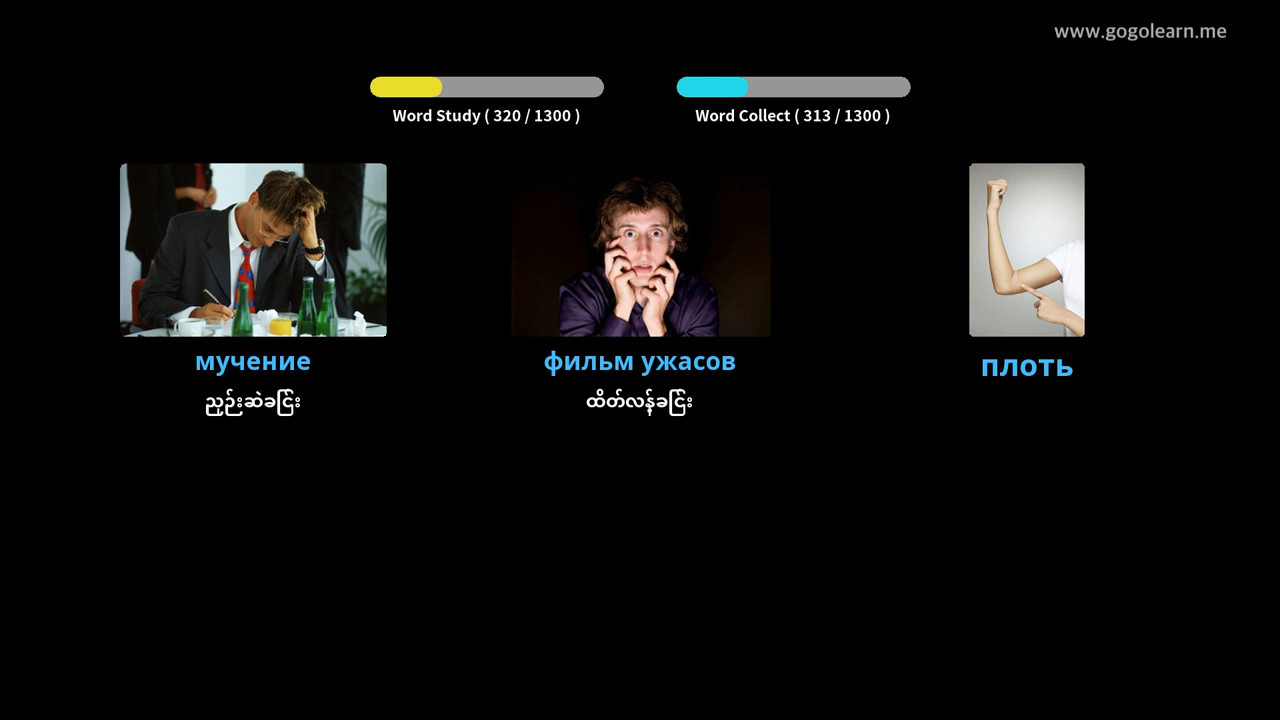 www.gogolearn.me
Word Study ( 320 / 1300 )
Word Collect ( 313 / 1300 )
мучение
фильм ужасов
плоть
ညှဉ်းဆဲခြင်း
ထိတ်လန့်ခြင်း